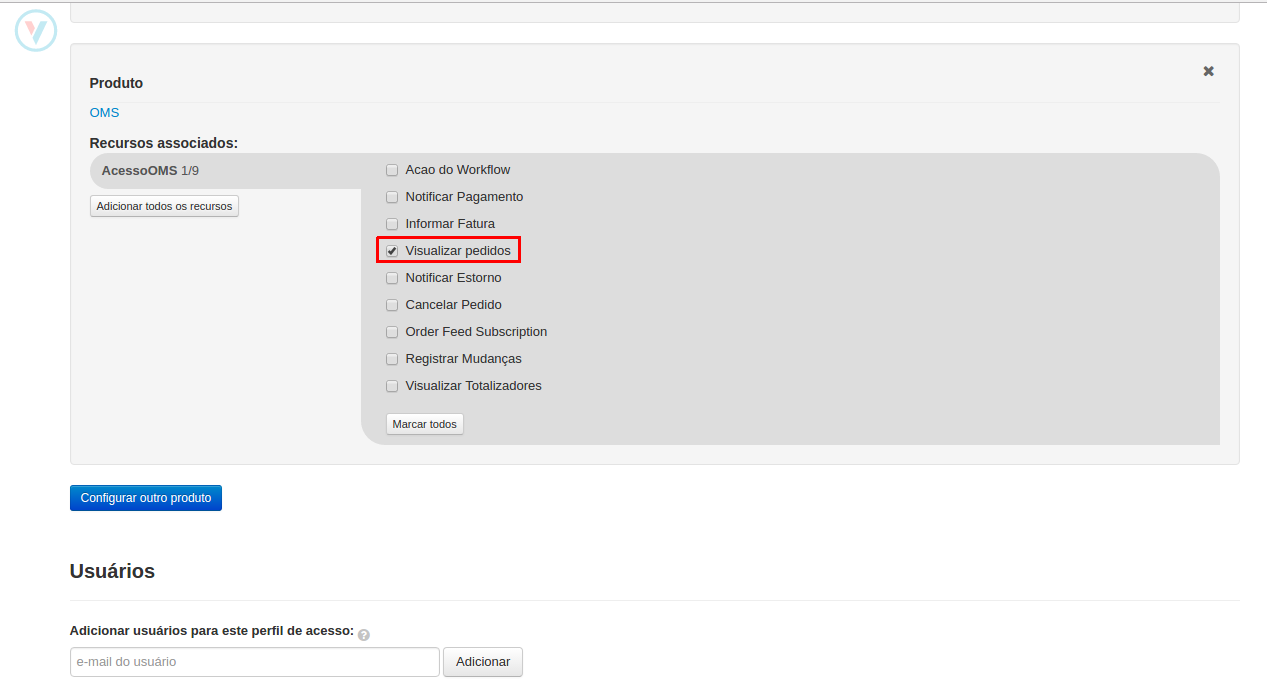 Produto
OMS
Recursos associados:
AcessoOMS 1/9
Adicionar todos os recursos
Acao do Workflow
Notificar Pagamento
Informar Fatura
Visualizar pedidos
Notificar Estorno
Cancelar Pedido
Order Feed Subscription
Registrar Mudanças
Visualizar Totalizadores
Marcar todos
Configurar outro produto
Usuários
Adicionar usuários para este perfil de acesso: ?
e-mail do usuário
Adicionar